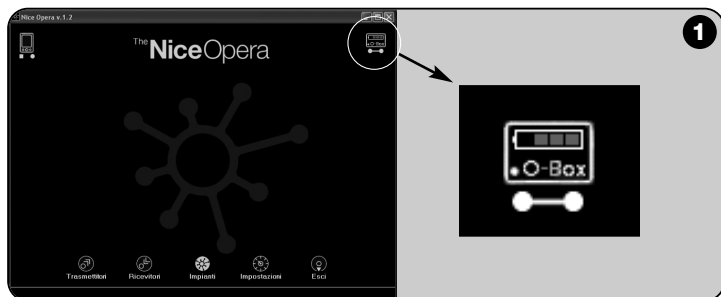 Nice Opera v.1.2
The NiceOpera
1
O-Box
O-Box
Trasmettitori Ricevitori Impianti Impostazioni Esci